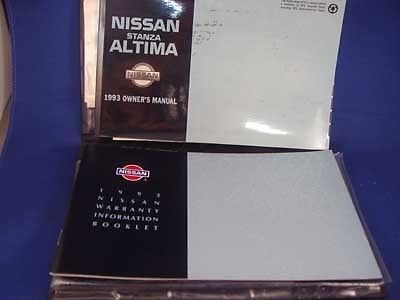 NISSAN
STANZA
ALTIMA
NISSAN
1993 OWNER'S MANUAL
NISSAN
1993
NISSAN
WARRANTY
INFORMATION
BOOKLET